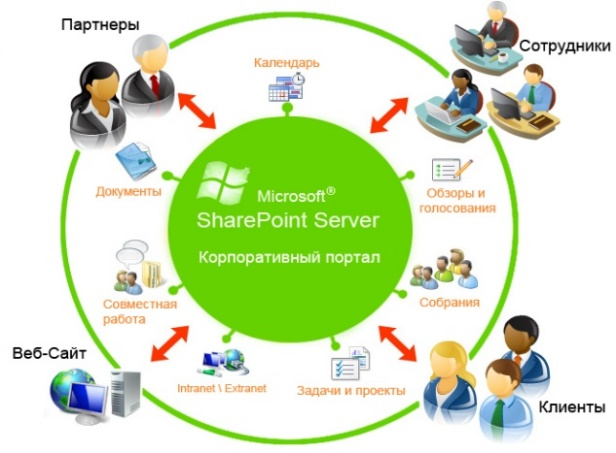 Партнеры
Сотрудники
Календарь
Документы
Обзоры и
голосования
Microsoft®
SharePoint Server
Корпоративный портал
Совместная
работа
Собрания
Веб-Сайт
Intranet \ Extranet
Задачи и проекты
Клиенты